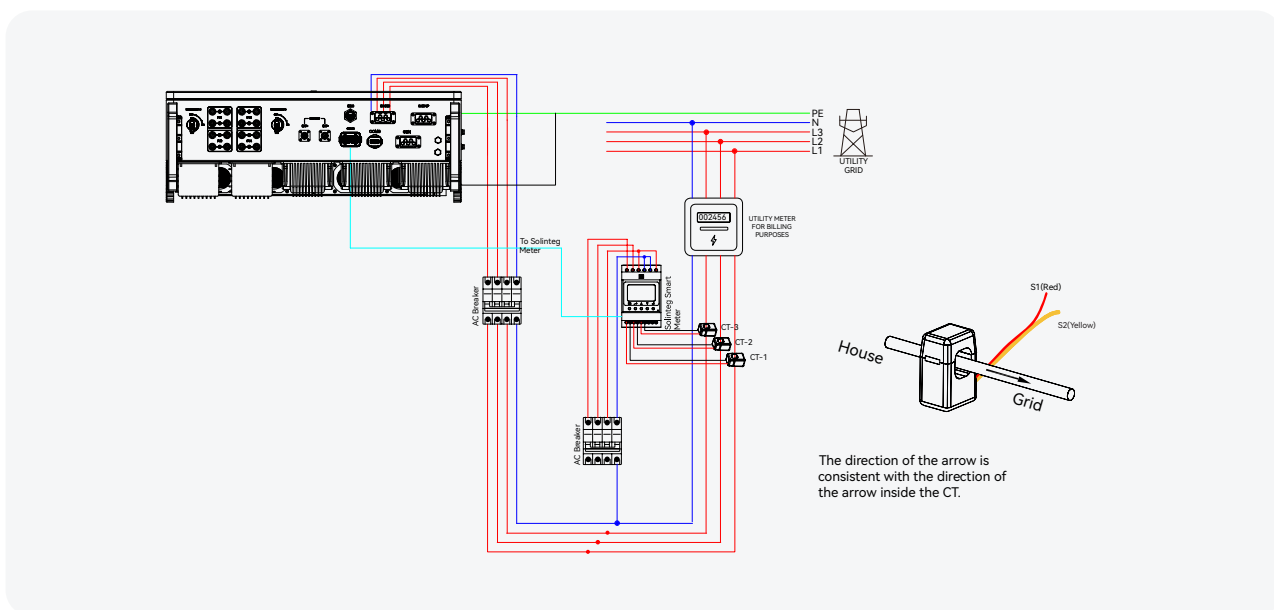 PE
N
L3
L2
L1
UTILITY
GRID
002456
UTILITY METER
FOR BILLING
PURPOSES
To Solinteg
Meter
AC Breaker
Solinteg Smart
Meter
CT-3
CT-2
CT-1
AC Breaker
S1(Red)
S2(Yellow)
House
Grid
The direction of the arrow is
consistent with the direction of
the arrow inside the CT.